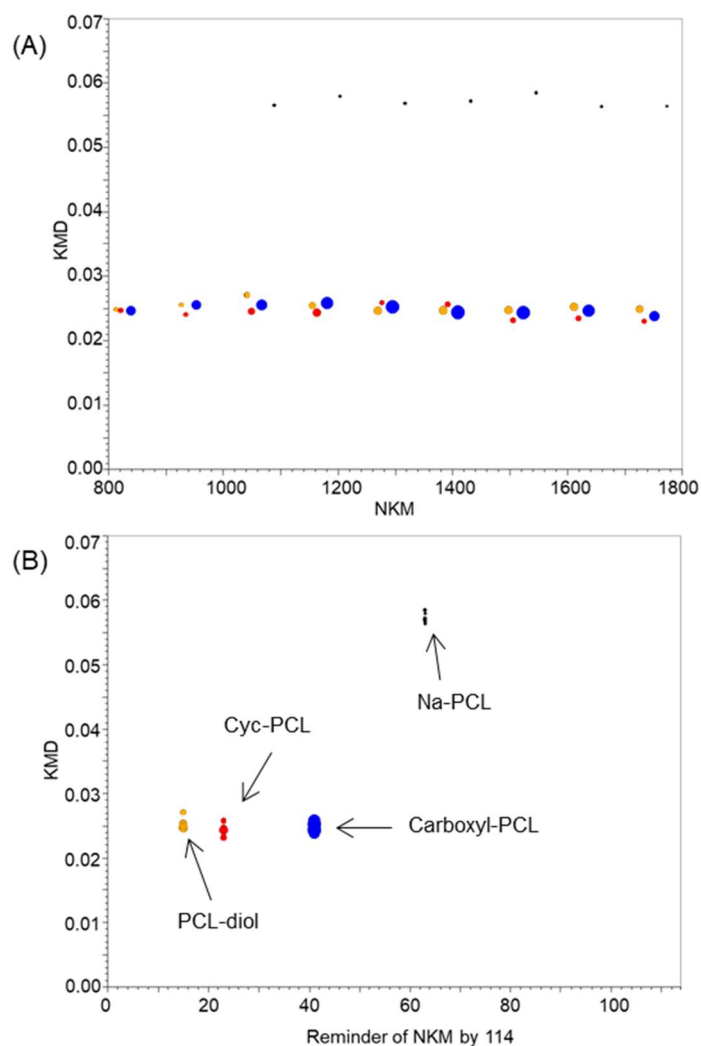 (A)
0.07
0.06
0.05
0.04
0.03
0.02
0.01
0.00
KMD
800 1000 1200 1400 1600 1800
NKM
(B)
0.07
0.06
0.05
0.04
0.03
0.02
0.01
0.00
KMD
Na-PCL
Cyc-PCL
Carboxyl-PCL
PCL-diol
0 20 40 60 80 100
Reminder of NKM by 114